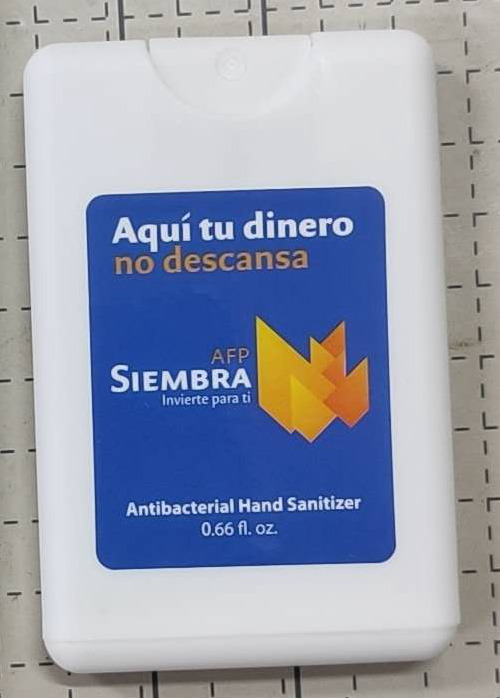 Aquí tu dinero
no descansa
AFP
SIEMBRA
Invierte para ti
Antibacterial Hand Sanitizer
0.66 fl. oz.